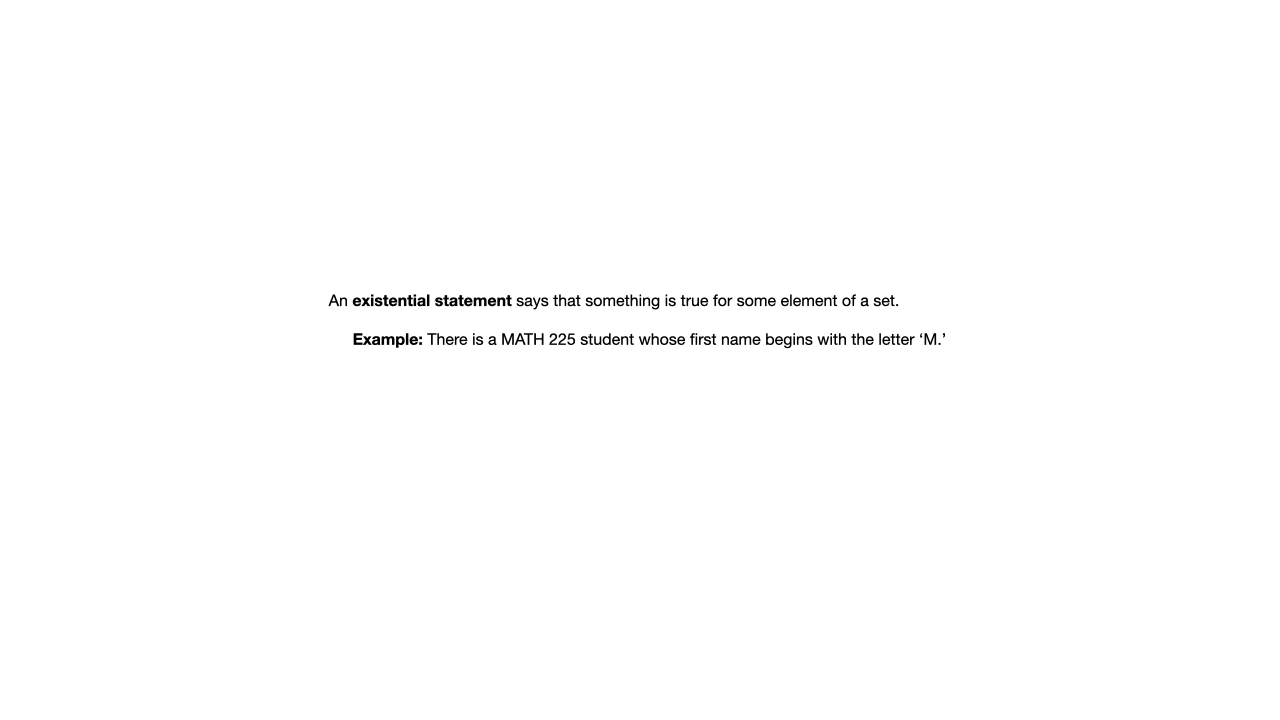 An existential statement says that something is true for some element of a set.
Example: There is a MATH 225 student whose first name begins with the letter ‘M.’